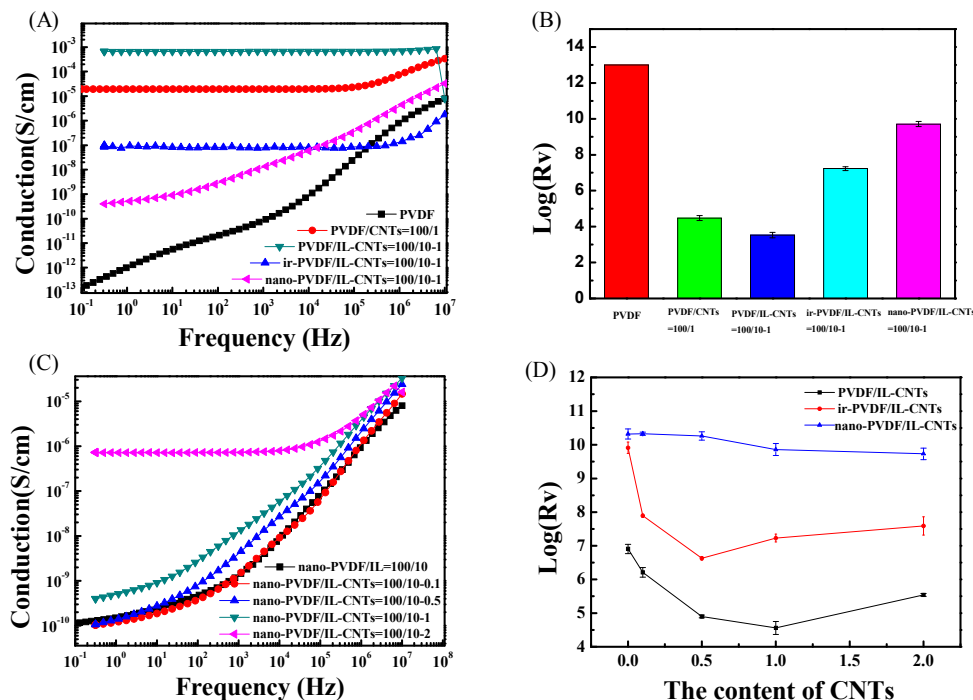 (A)
Conduction(S/cm)
10⁻³
10⁻⁴
10⁻⁵
10⁻⁶
10⁻⁷
10⁻⁸
10⁻⁹
10⁻¹⁰
10⁻¹¹
10⁻¹²
10⁻¹³
PVDF
PVDF/CNTs=100/1
PVDF/IL-CNTs=100/10-1
ir-PVDF/IL-CNTs=100/10-1
nano-PVDF/IL-CNTs=100/10-1
10⁻¹ 10⁰ 10¹ 10² 10³ 10⁴ 10⁵ 10⁶ 10⁷
Frequency (Hz)
(B)
Log(Rv)
14
12
10
8
6
4
2
0
PVDF
PVDF/CNTs
=100/1
PVDF/IL-CNTs
=100/10-1
ir-PVDF/IL-CNTs
=100/10-1
nano-PVDF/IL-CNTs
=100/10-1
(C)
Conduction(S/cm)
10⁻⁵
10⁻⁶
10⁻⁷
10⁻⁸
10⁻⁹
10⁻¹⁰
nano-PVDF/IL=100/10
nano-PVDF/IL-CNTs=100/10-0.1
nano-PVDF/IL-CNTs=100/10-0.5
nano-PVDF/IL-CNTs=100/10-1
nano-PVDF/IL-CNTs=100/10-2
10⁻¹ 10⁰ 10¹ 10² 10³ 10⁴ 10⁵ 10⁶ 10⁷ 10⁸
Frequency (Hz)
(D)
Log(Rv)
12
11
10
9
8
7
6
5
4
PVDF/IL-CNTs
ir-PVDF/IL-CNTs
nano-PVDF/IL-CNTs
0.0 0.5 1.0 1.5 2.0
The content of CNTs